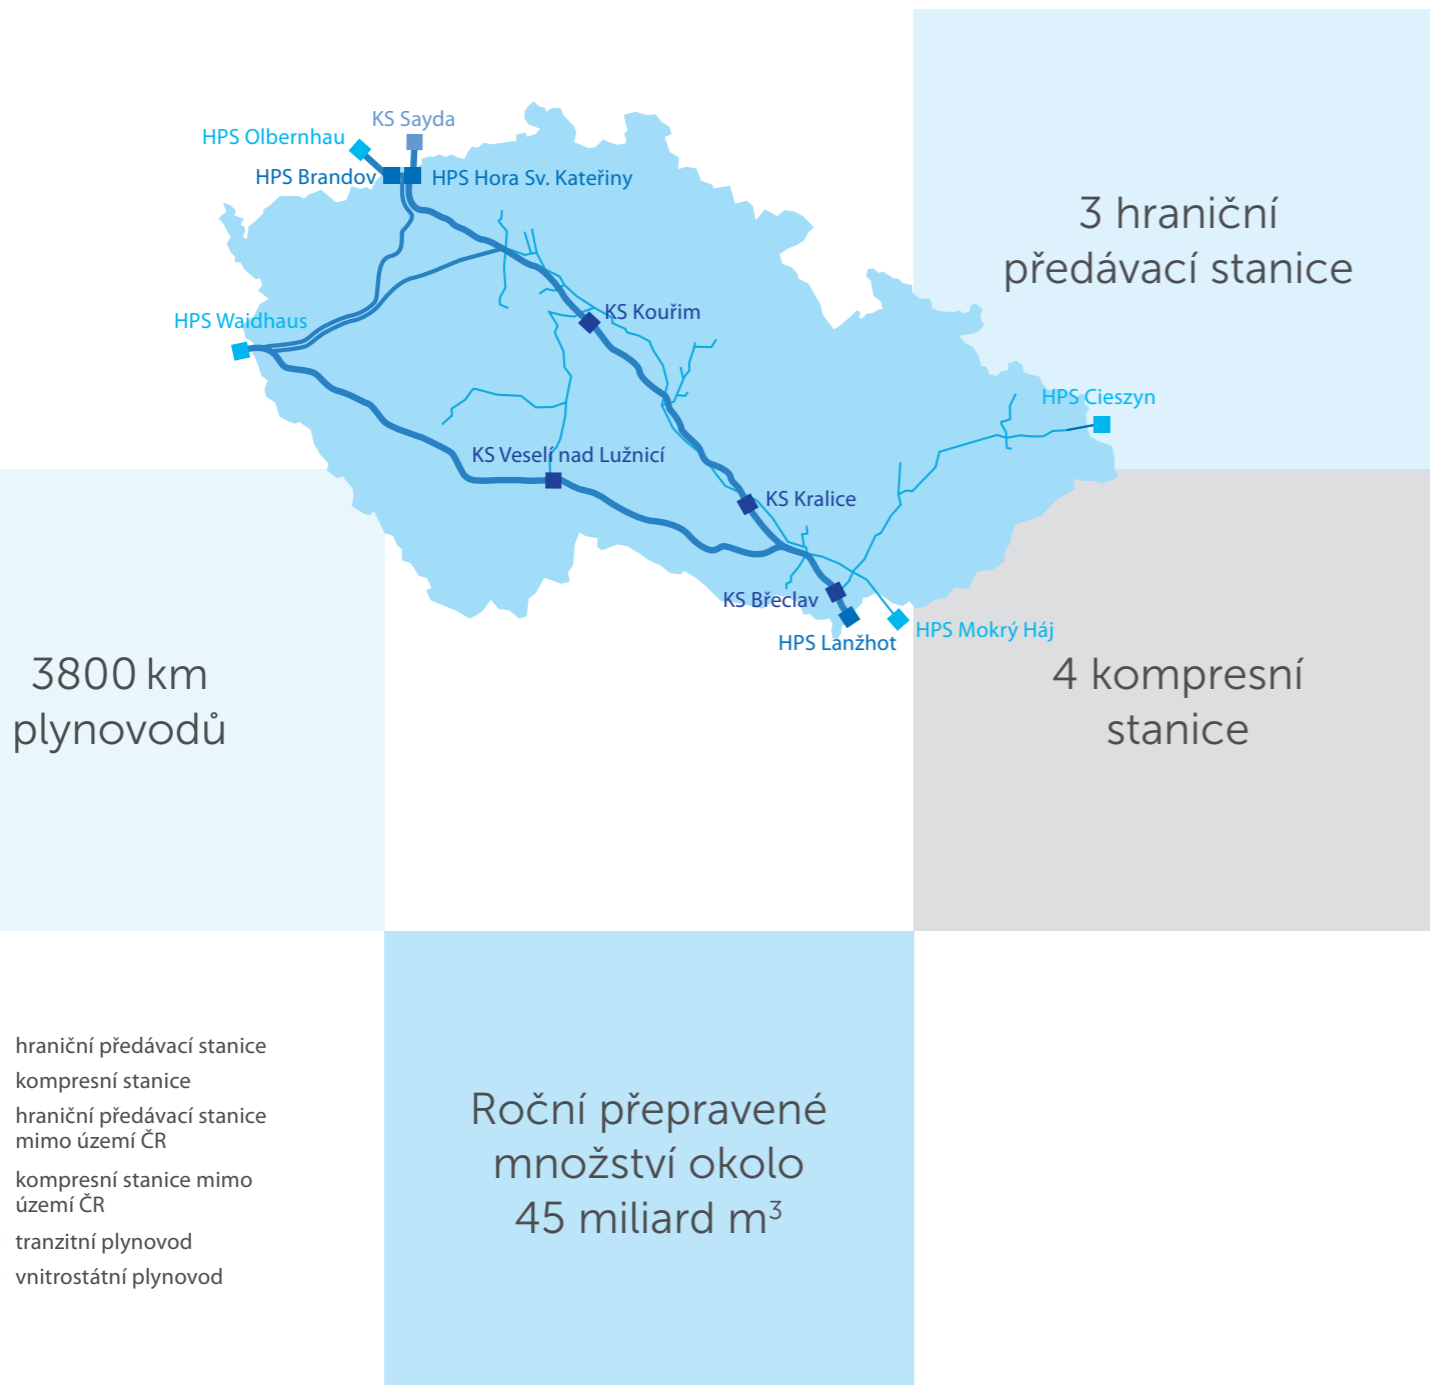 KS Sayda
HPS Olbernhau
HPS Brandov
HPS Hora Sv. Kateřiny
3 hraniční
předávací stanice
KS Kouřim
HPS Waidhaus
HPS Cieszyn
KS Veselí nad Lužnicí
KS Kralice
KS Břeclav
HPS Mokrý Háj
HPS Lanžhot
3800 km
plynovodů
4 kompresní
stanice
hraniční předávací stanice
kompresní stanice
hraniční předávací stanice
mimo území ČR
kompresní stanice mimo
území ČR
tranzitní plynovod
vnitrostátní plynovod
Roční přepravené
množství okolo
45 miliard m³